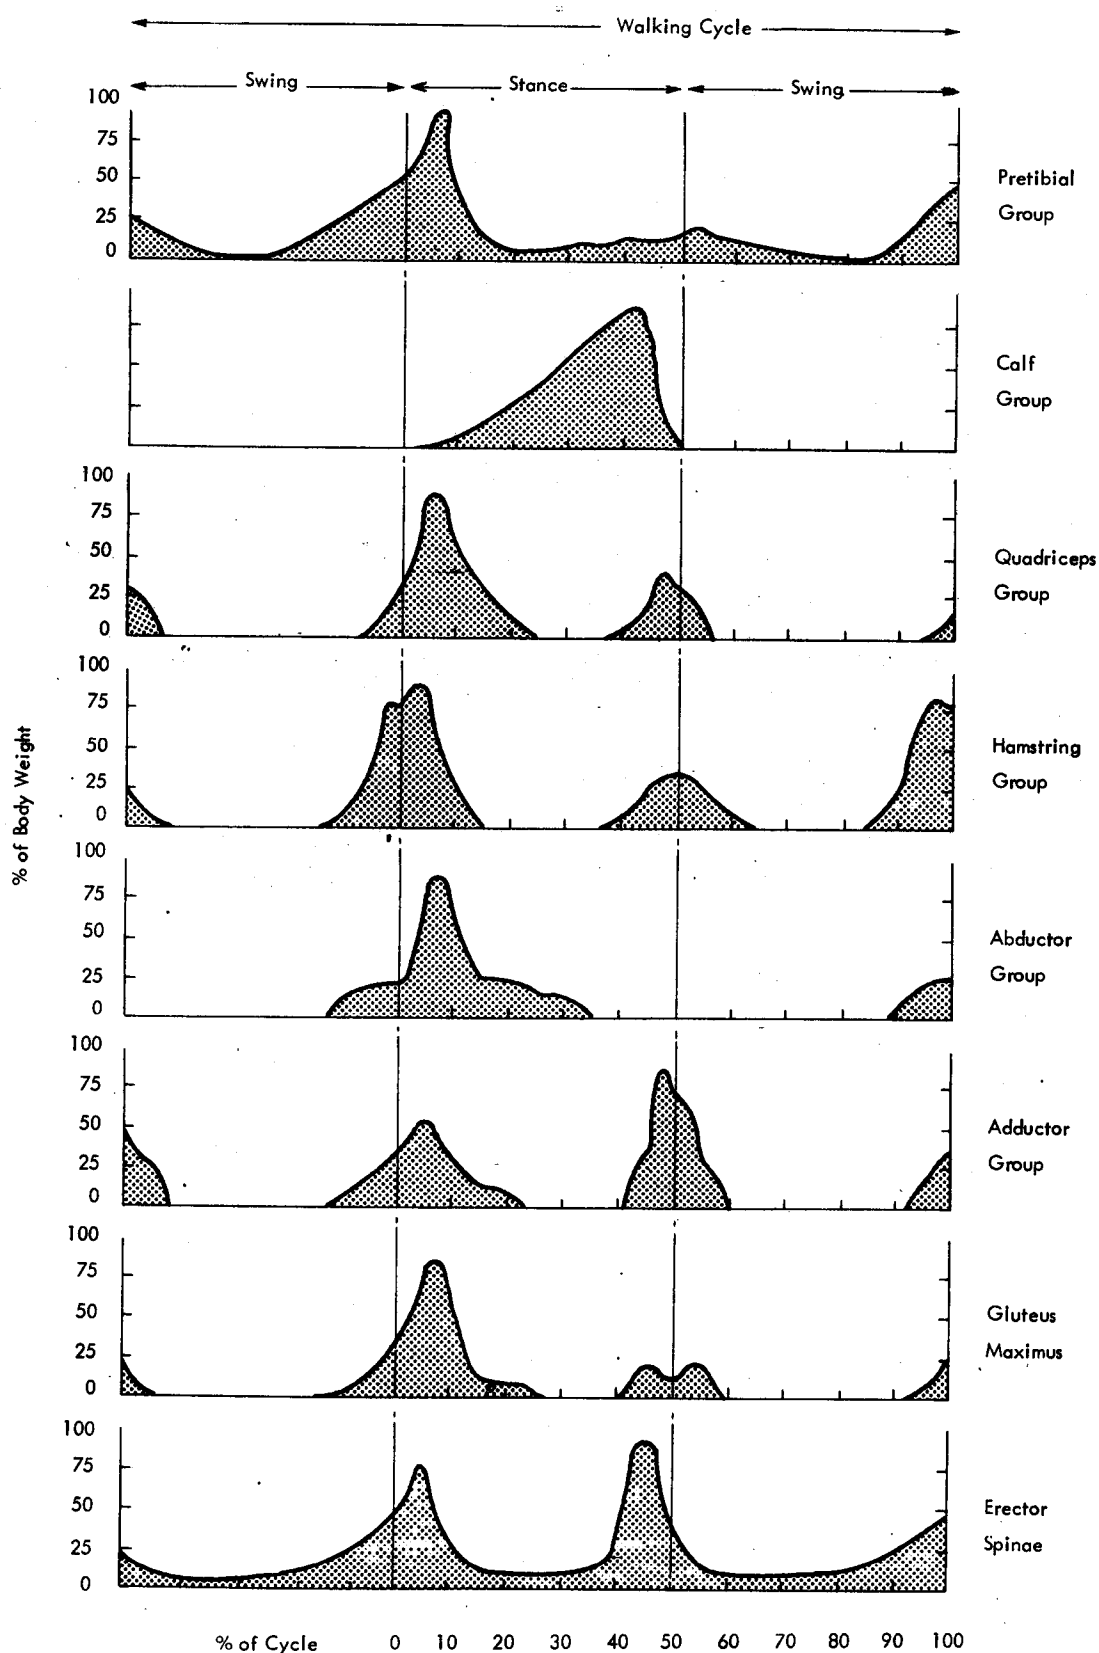 Walking Cycle
Swing Stance Swing
100
75
50
25
0
Pretibial
Group
Calf
Group
100
75
50
25
0
Quadriceps
Group
100
75
50
25
0
Hamstring
Group
% of Body Weight
100
75
50
25
0
Abductor
Group
100
75
50
25
0
Adductor
Group
100
75
50
25
0
Gluteus
Maximus
100
75
50
25
0
Erector
Spinae
% of Cycle 0 10 20 30 40 50 60 70 80 90 100